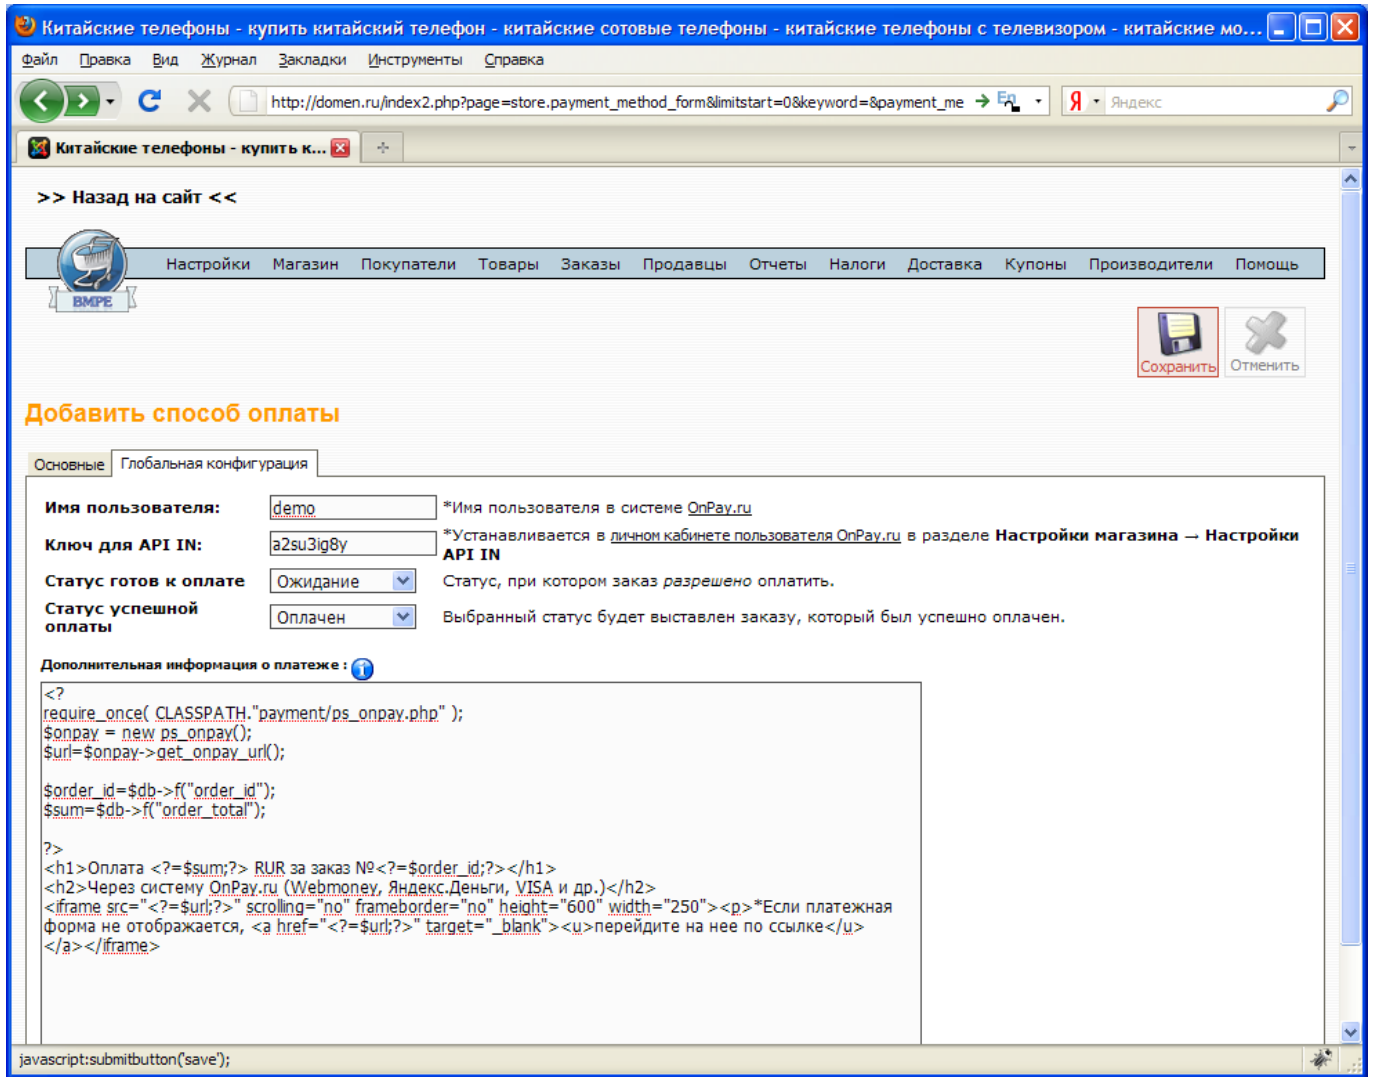 Китайские телефоны - купить китайский телефон - китайские сотовые телефоны - китайские телефоны с телевизором - китайские мо...
Файл Правка Вид Журнал Закладки Инструменты Справка
http://domen.ru/index2.php?page=store.payment_method_form&limitstart=0&keyword=&payment_me
Яндекс
Китайские телефоны - купить к...
>> Назад на сайт <<
Настройки Магазин Покупатели Товары Заказы Продавцы Отчеты Налоги Доставка Купоны Производители Помощь
ВМРЕ
Сохранить Отменить
Добавить способ оплаты
Основные Глобальная конфигурация
Имя пользователя: demo *Имя пользователя в системе OnPay.ru
Ключ для API IN: a2su3ig8y *Устанавливается в личном кабинете пользователя OnPay.ru в разделе Настройки магазина → Настройки
API IN
Статус готов к оплате Ожидание Статус, при котором заказ разрешено оплатить.
Статус успешной
оплаты Оплачен Выбранный статус будет выставлен заказу, который был успешно оплачен.
Дополнительная информация о платеже :
<?
require_once( CLASSPATH."payment/ps_onpay.php" );
$onpay = new ps_onpay();
$url=$onpay->get_onpay_url();
$order_id=$db->f("order_id");
$sum=$db->f("order_total");
?>
<h1>Оплата <?=$sum;?> RUR за заказ №<?=$order_id;?></h1>
<h2>Через систему OnPay.ru (Webmoney, Яндекс.Деньги, VISA и др.)</h2>
<iframe src="<?=$url;?>" scrolling="no" frameborder="no" height="600" width="250"><p>*Если платежная
форма не отображается, <a href="<?=$url;?>" target="_blank"><u>перейдите на нее по ссылке</u>
</a></iframe>
javascript:submitbutton('save');